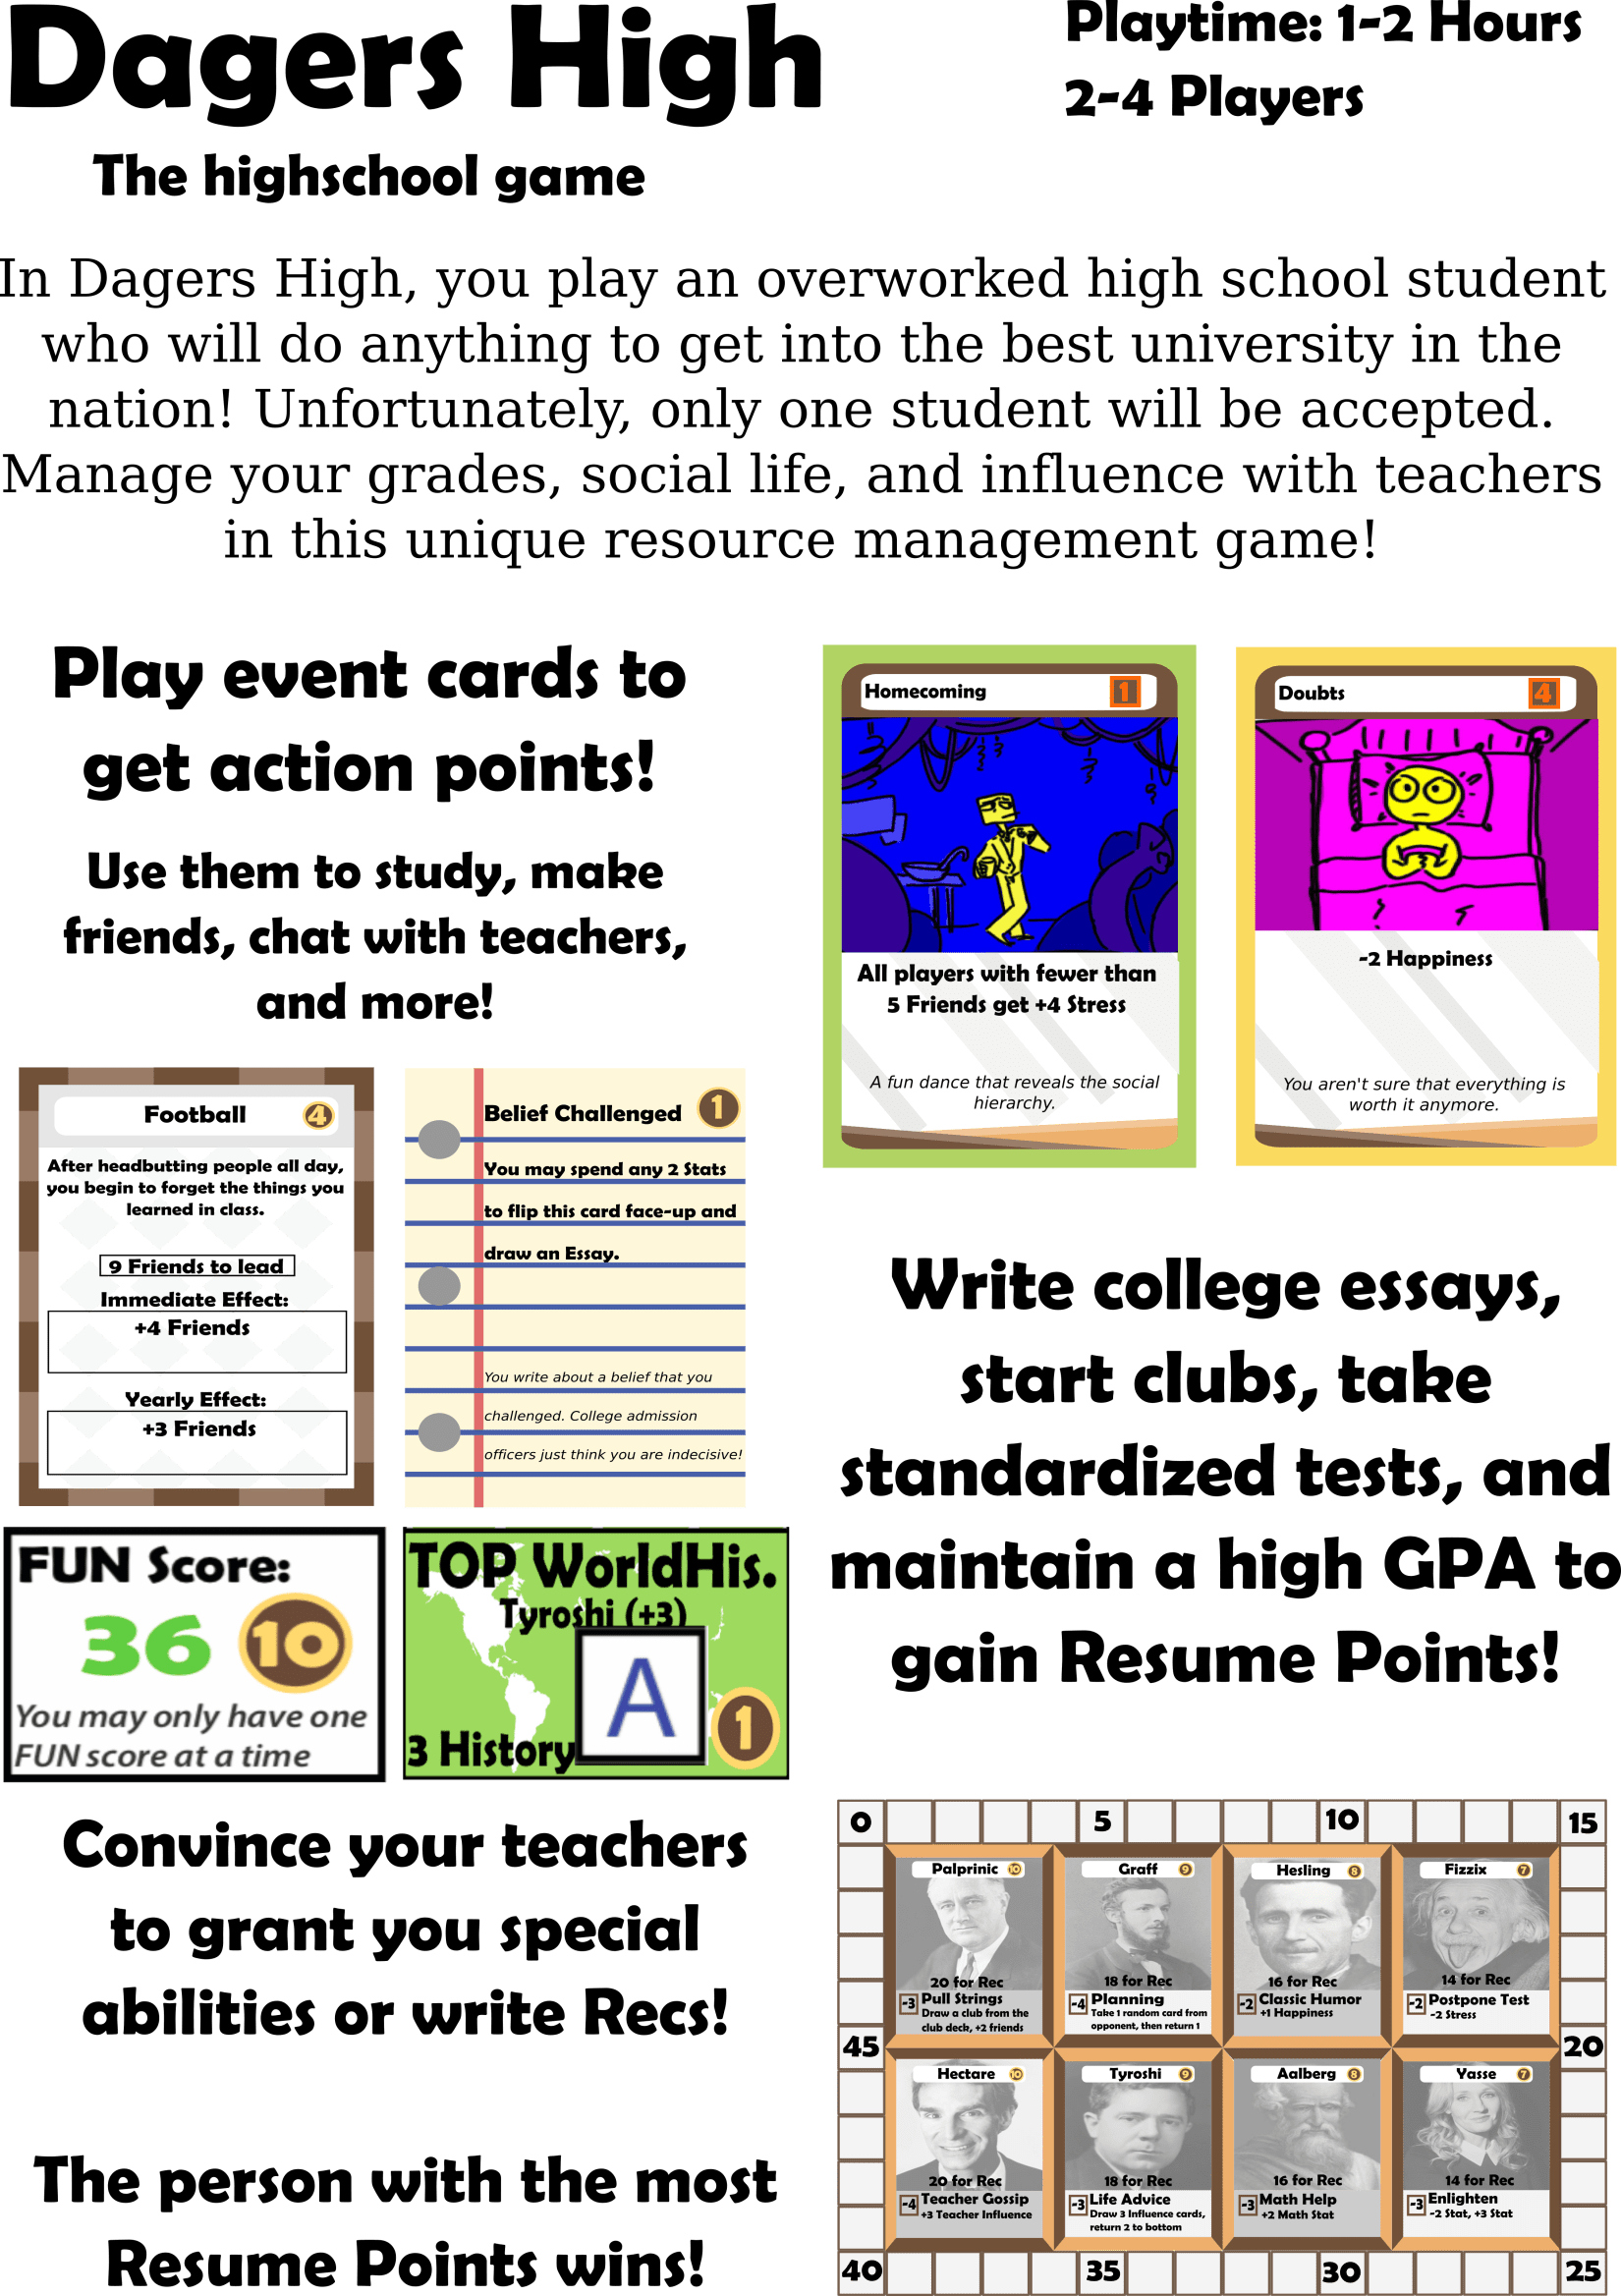 Dagers High
The highschool game
Playtime: 1-2 Hours
2-4 Players
In Dagers High, you play an overworked high school student
who will do anything to get into the best university in the
nation! Unfortunately, only one student will be accepted.
Manage your grades, social life, and influence with teachers
in this unique resource management game!
Play event cards to
get action points!
Use them to study, make
friends, chat with teachers,
and more!
Homecoming 1
All players with fewer than
5 Friends get +4 Stress
A fun dance that reveals the social
hierarchy.
Doubts 4
-2 Happiness
You aren't sure that everything is
worth it anymore.
Football 4
After headbutting people all day,
you begin to forget the things you
learned in class.
9 Friends to lead
Immediate Effect:
+4 Friends
Yearly Effect:
+3 Friends
Belief Challenged 1
You may spend any 2 Stats
to flip this card face-up and
draw an Essay.
You write about a belief that you
challenged. College admission
officers just think you are indecisive!
FUN Score:
36 10
You may only have one
FUN score at a time
TOP WorldHis.
Tyroshi (+3)
A
3 History 1
Write college essays,
start clubs, take
standardized tests, and
maintain a high GPA to
gain Resume Points!
Convince your teachers
to grant you special
abilities or write Recs!
The person with the most
Resume Points wins!
0 5 10 15
Palprinic 10
20 for Rec
-3 Pull Strings
Draw a club from the
club deck, +2 friends
Graff 9
18 for Rec
-4 Planning
Take 1 random card from
opponent, then return 1
Hesling 8
16 for Rec
-2 Classic Humor
+1 Happiness
Fizzix 7
14 for Rec
-2 Postpone Test
-2 Stress
45 20
Hectare 10
20 for Rec
-4 Teacher Gossip
+3 Teacher Influence
Tyroshi 9
18 for Rec
-3 Life Advice
Draw 3 Influence cards,
return 2 to bottom
Aalberg 8
16 for Rec
-3 Math Help
+2 Math Stat
Yasse 7
14 for Rec
-3 Enlighten
-2 Stat, +3 Stat
40 35 30 25